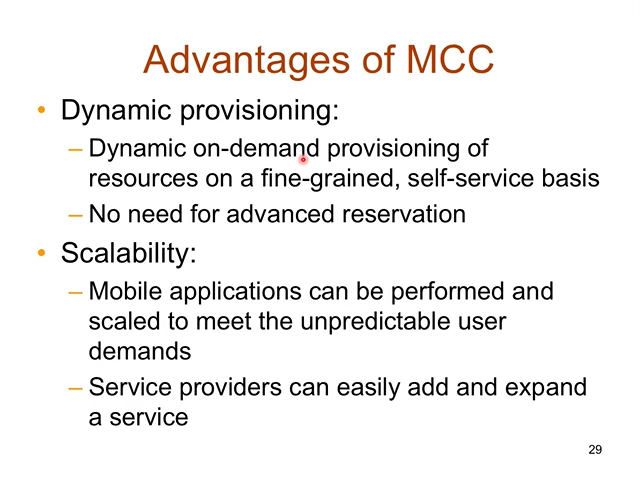 Advantages of MCC
• Dynamic provisioning:
– Dynamic on-demand provisioning of
resources on a fine-grained, self-service basis
– No need for advanced reservation
• Scalability:
– Mobile applications can be performed and
scaled to meet the unpredictable user
demands
– Service providers can easily add and expand
a service
29